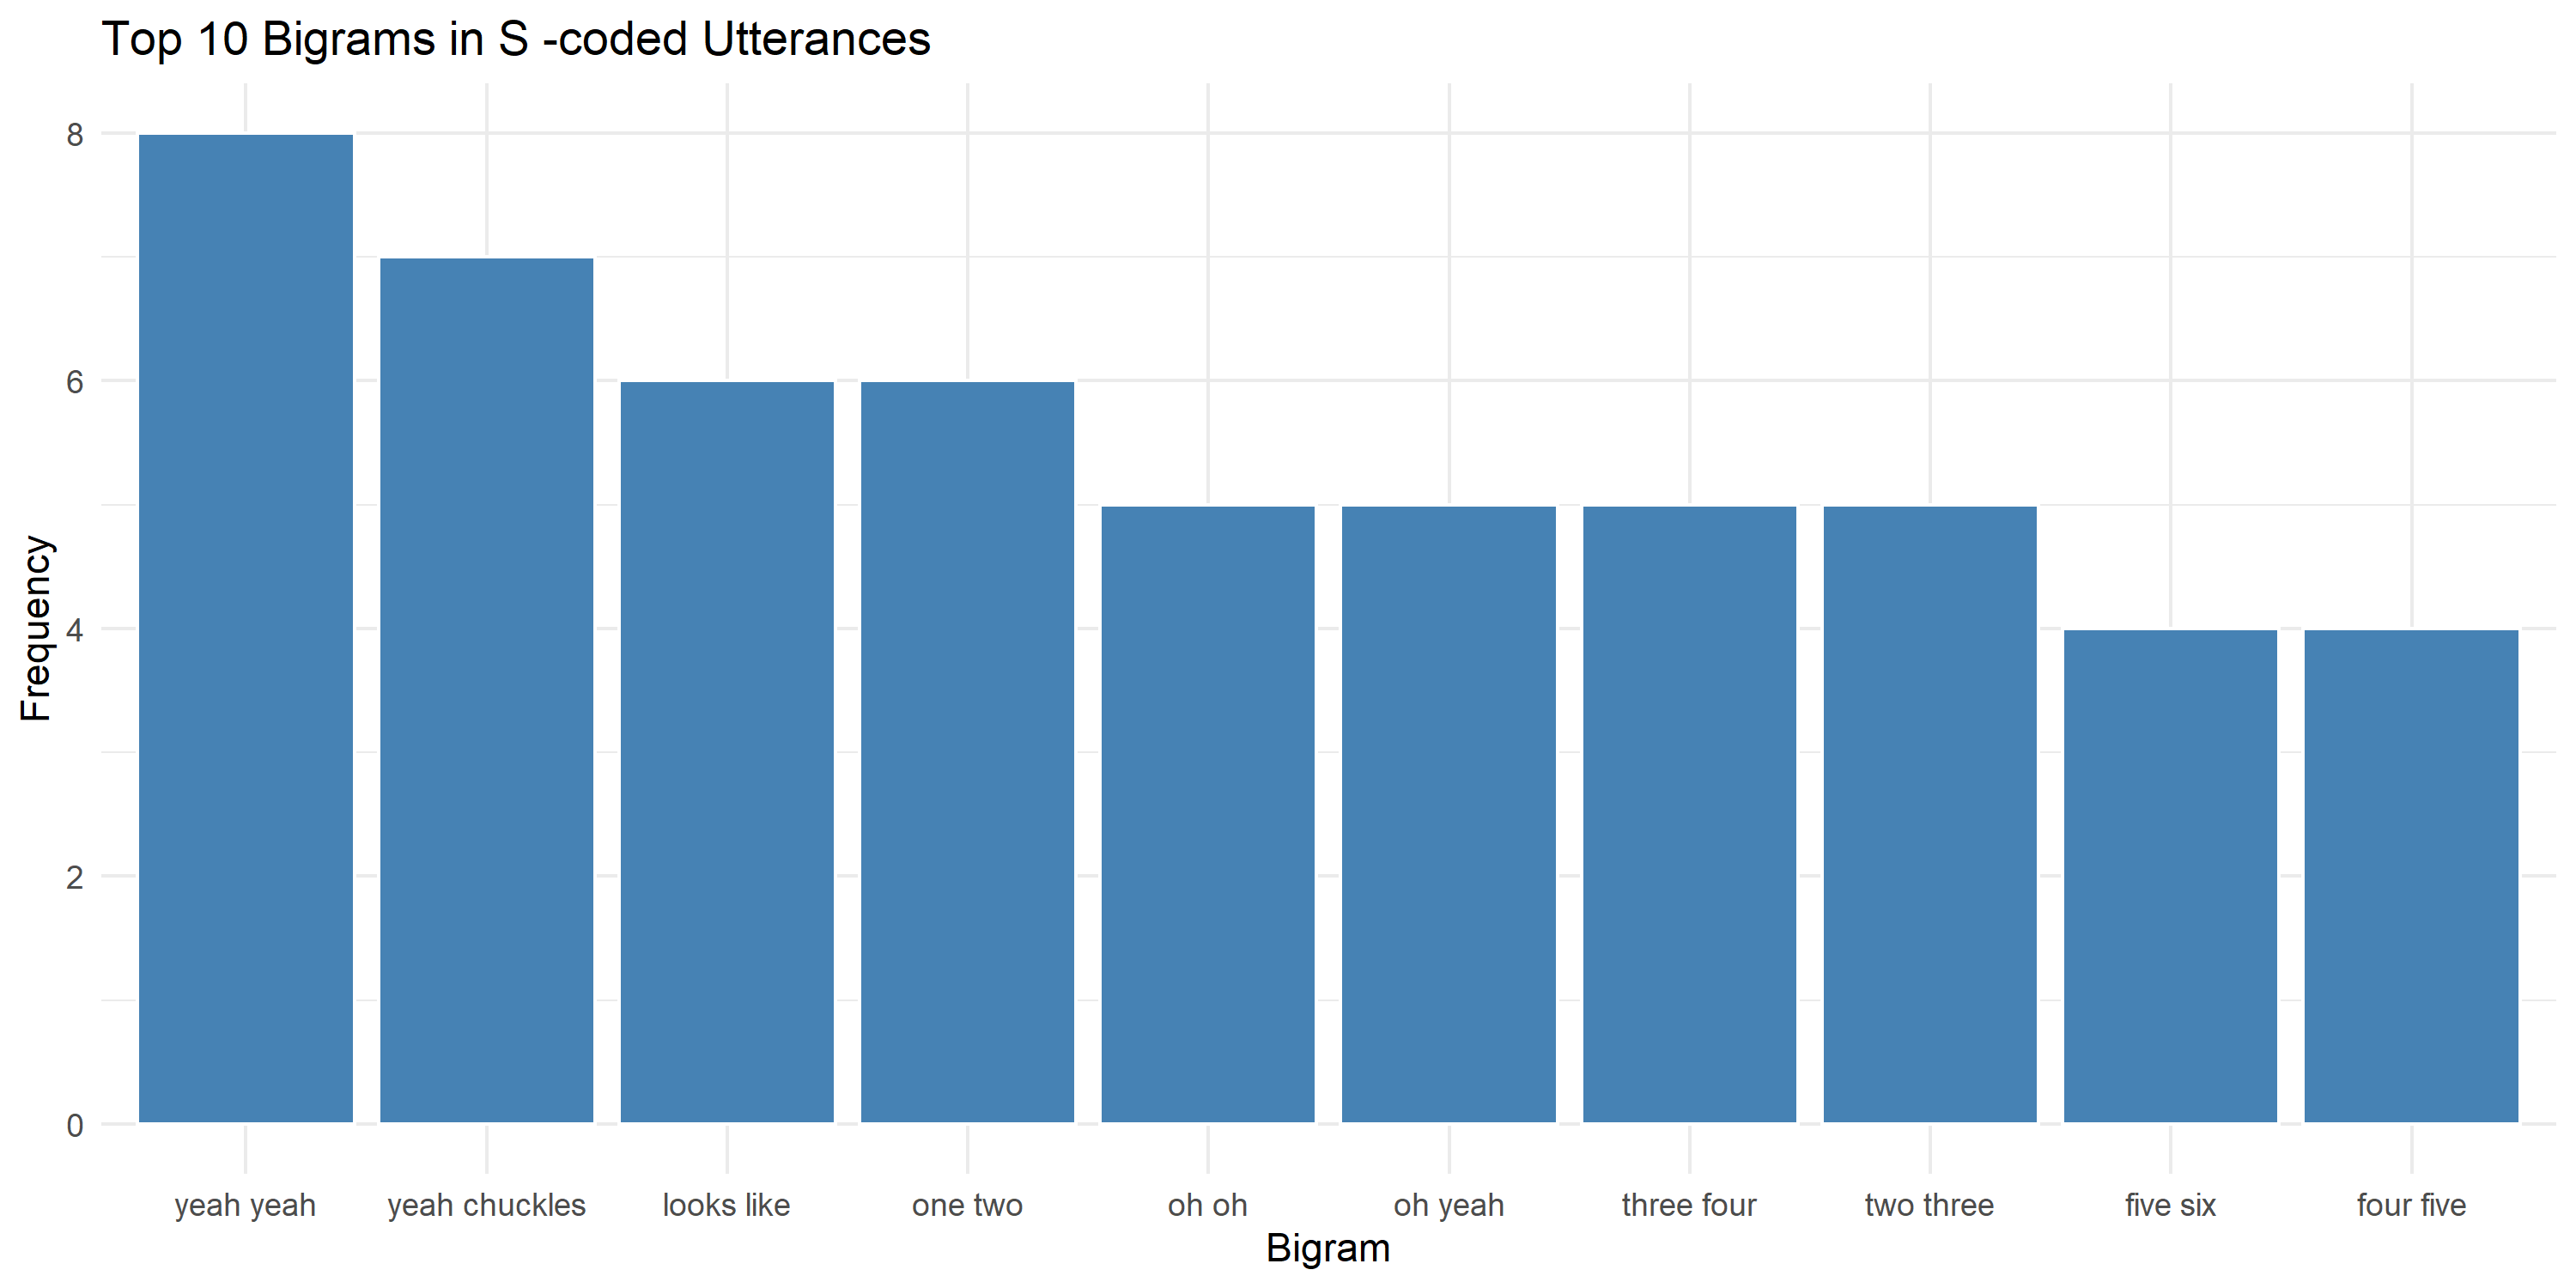 Top 10 Bigrams in S -coded Utterances
Frequency
8
6
4
2
0
yeah yeah yeah chuckles looks like one two oh oh oh yeah three four two three five six four five
Bigram